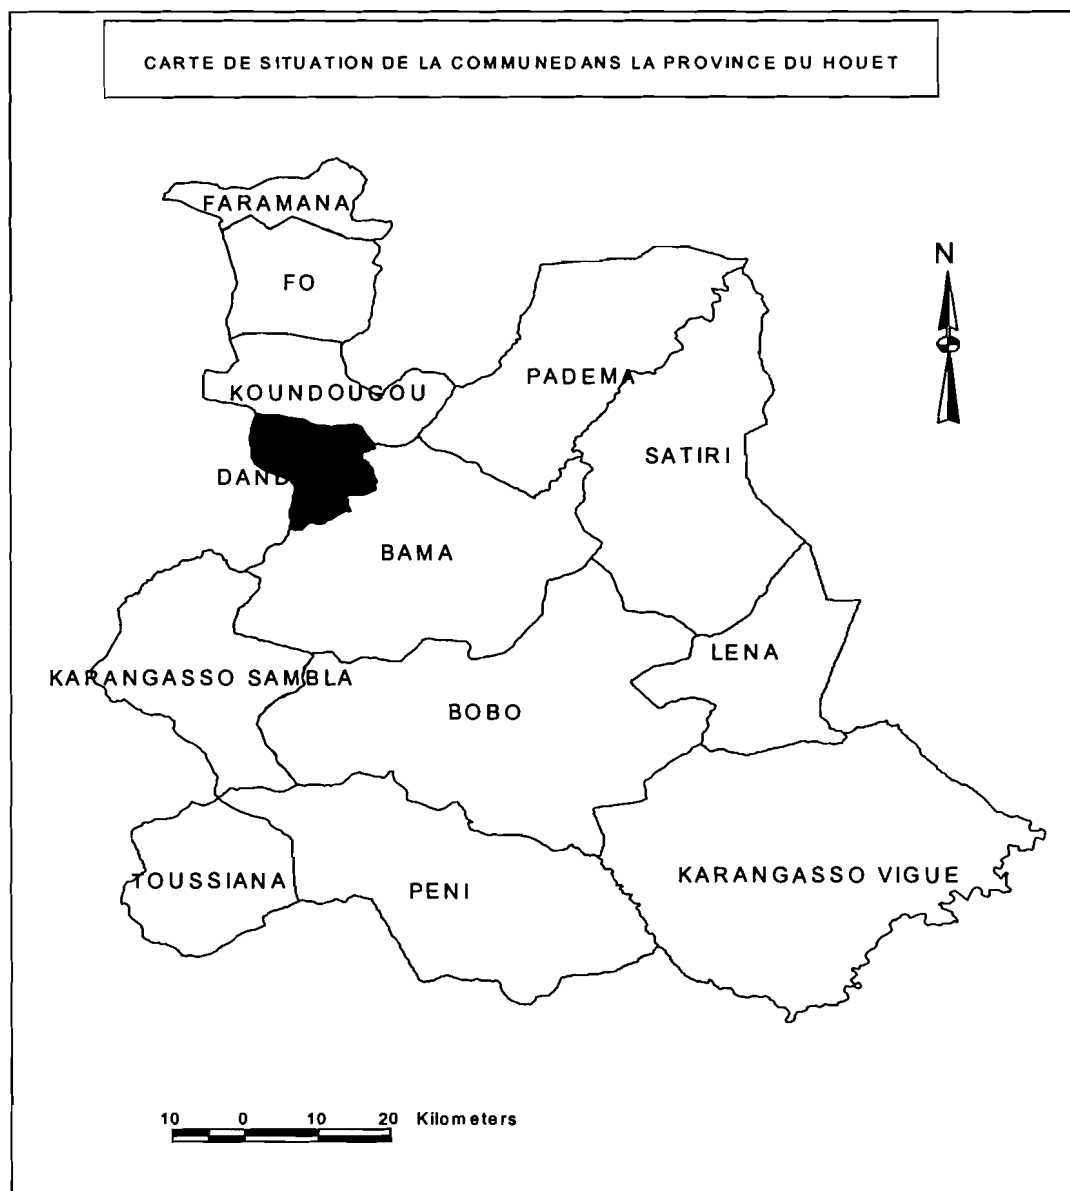 CARTE DE SITUATION DE LA COMMUNEDANS LA PROVINCE DU HOUET
FARAMANA
N
FO
PADEMA
KOUNDOUGOU
SATIRI
DAND
BAMA
LENA
KARANGASSO SAMBLA
BOBO
KARANGASSO VIGUE
TOUSSIANA
PENI
10 0 10 20 Kilometers